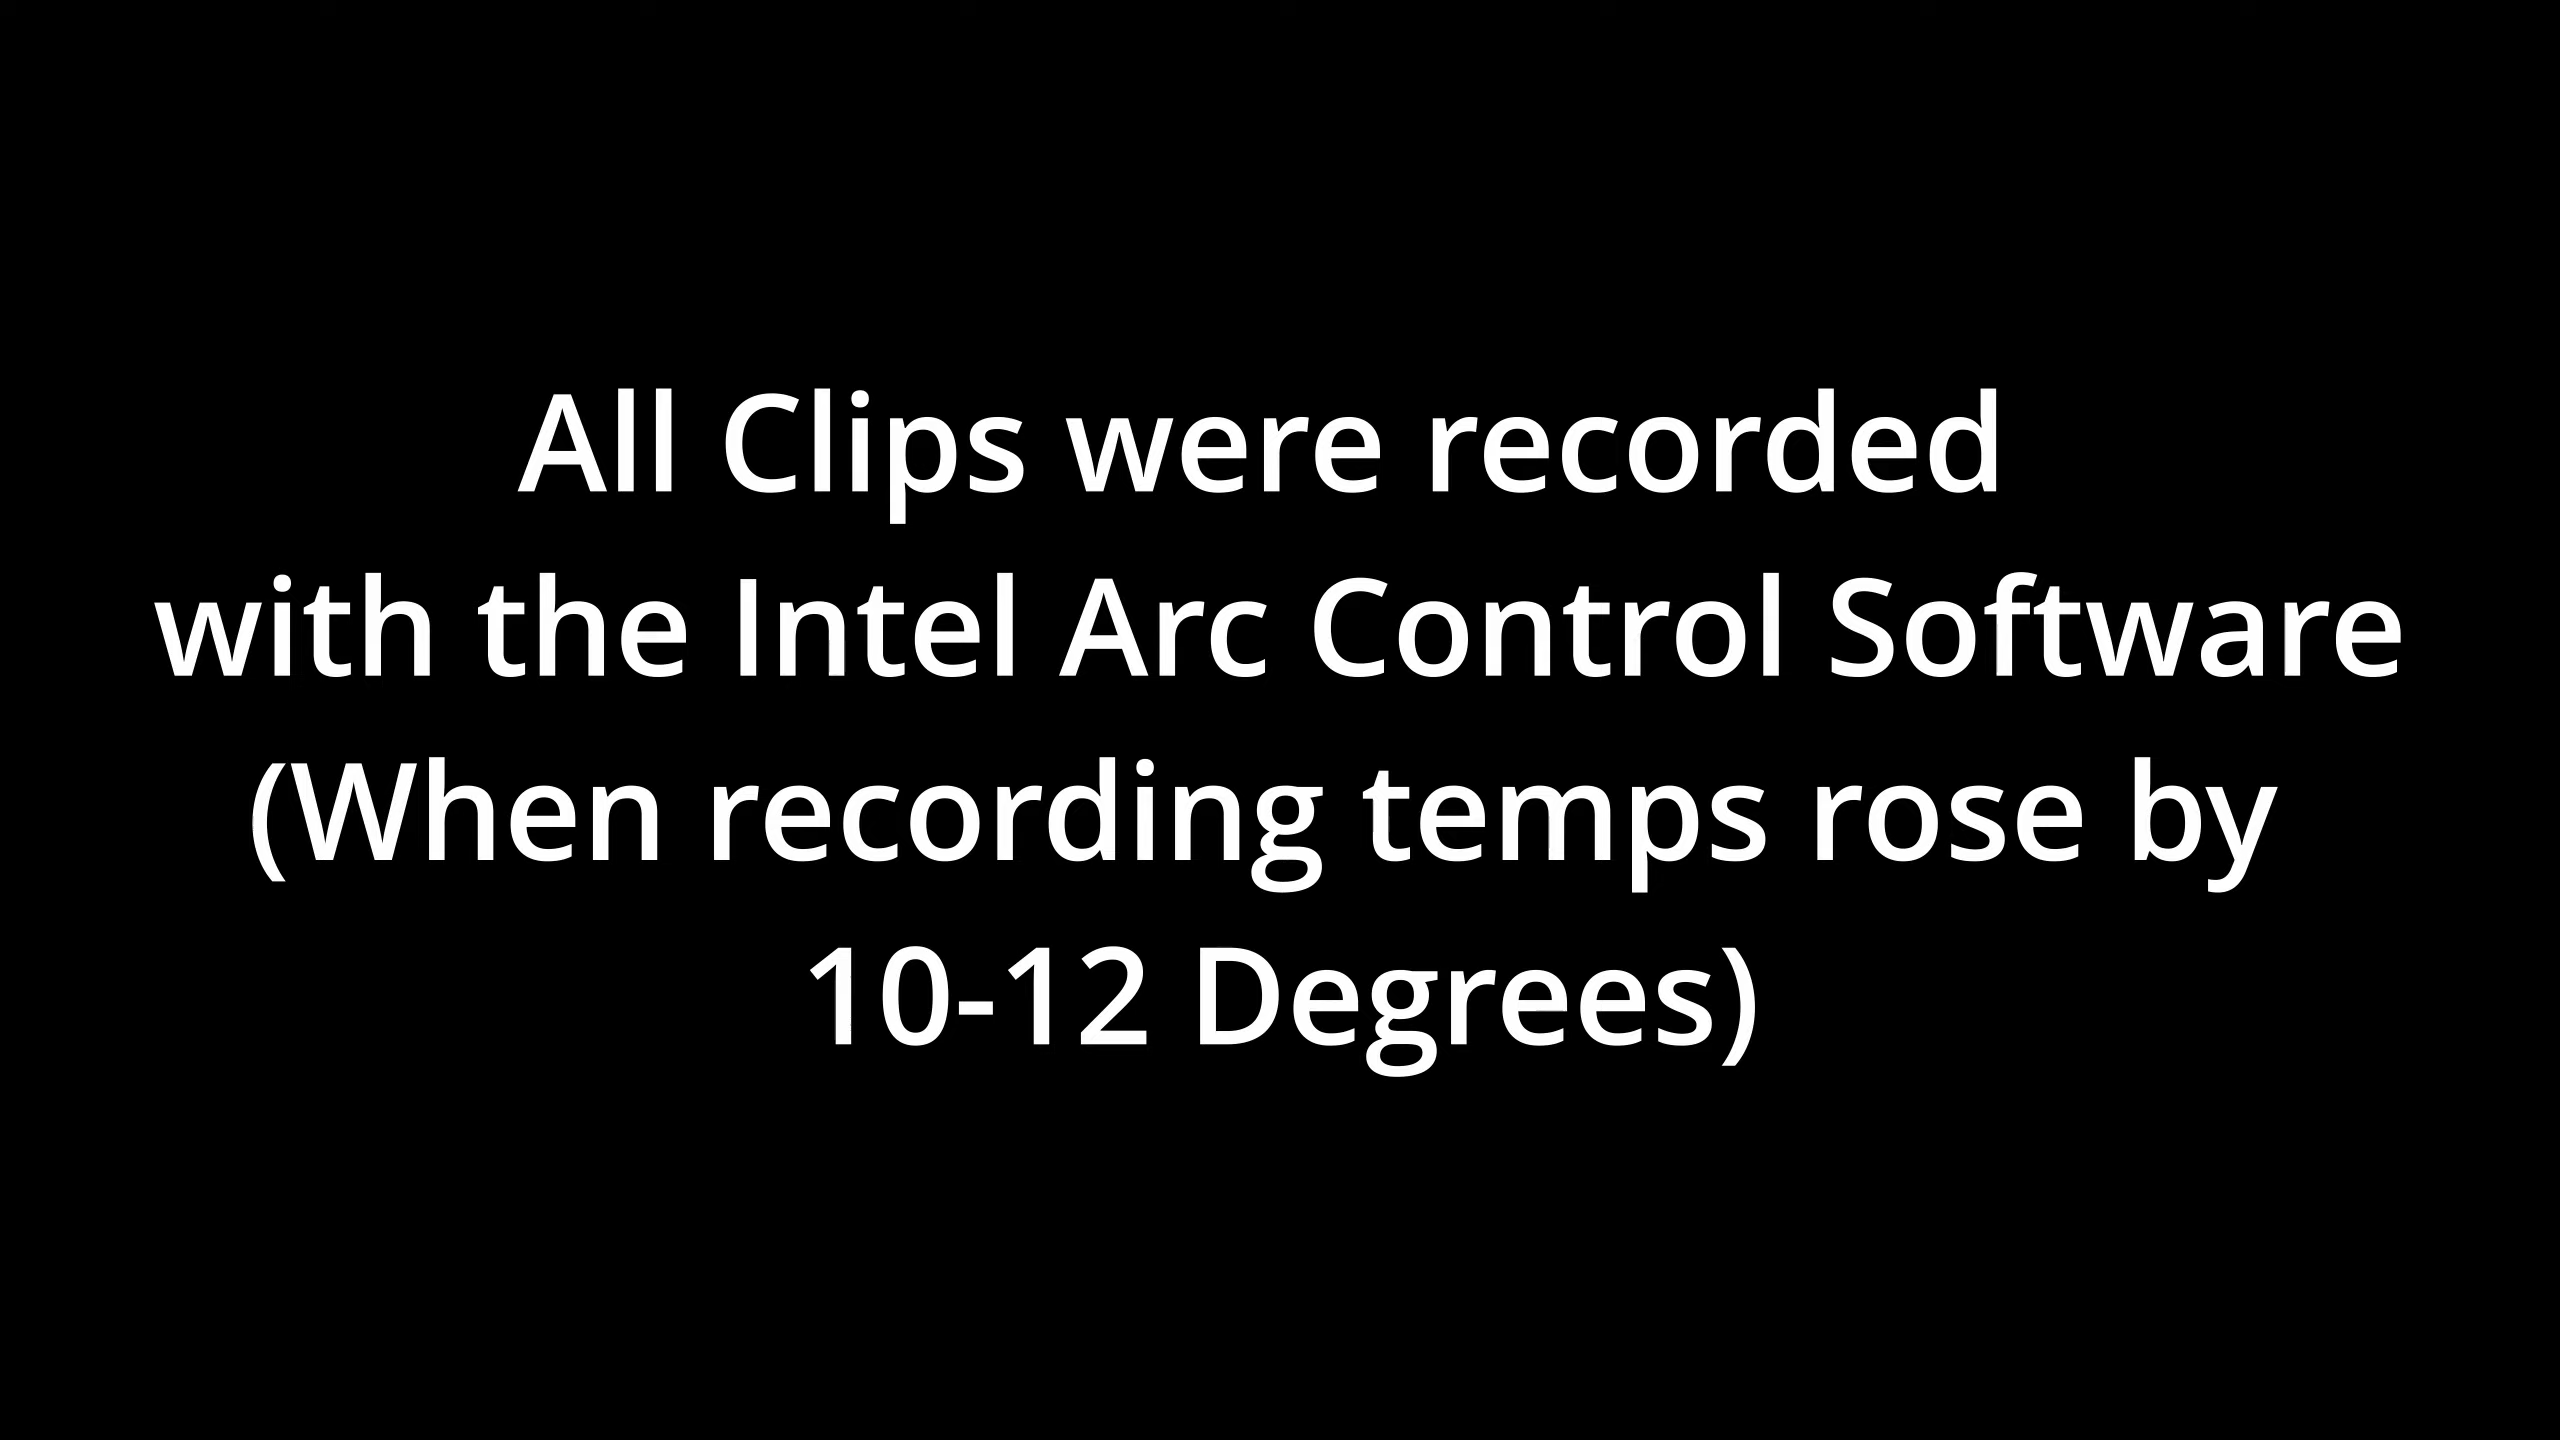 All Clips were recorded
with the Intel Arc Control Software
(When recording temps rose by
10-12 Degrees)